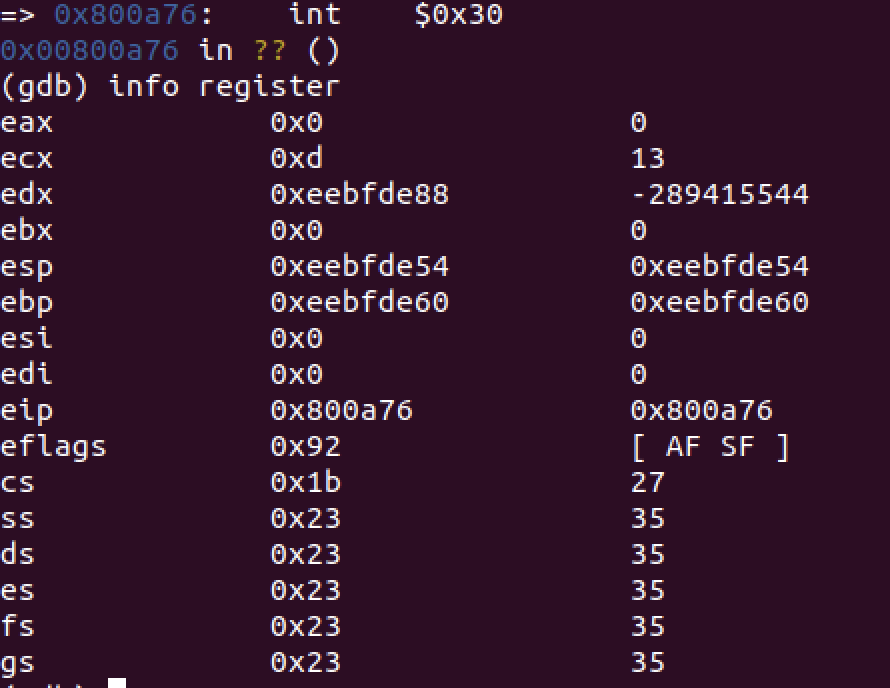 => 0x800a76: int $0x30
0x00800a76 in ?? ()
(gdb) info register
eax 0x0 0
ecx 0xd 13
edx 0xeebfde88 -289415544
ebx 0x0 0
esp 0xeebfde54 0xeebfde54
ebp 0xeebfde60 0xeebfde60
esi 0x0 0
edi 0x0 0
eip 0x800a76 0x800a76
eflags 0x92 [ AF SF ]
cs 0x1b 27
ss 0x23 35
ds 0x23 35
es 0x23 35
fs 0x23 35
gs 0x23 35